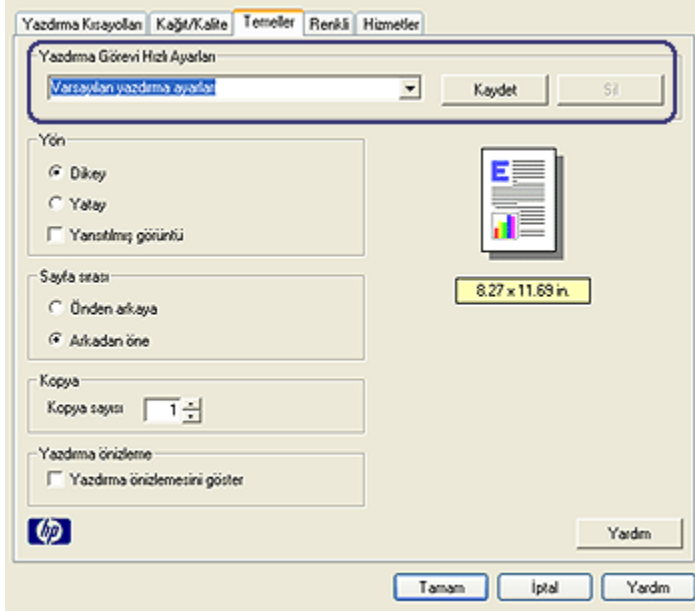 Yazdırma Kısayolları Kağıt/Kalite Temeller Renkli Hizmetler
Yazdırma Görevi Hızlı Ayarları
Varsayılan yazdırma ayarları Kaydet Sil
Yön
Dikey
Yatay
Yansıtılmış görüntü
E
8.27 x 11.69 in.
Sayfa sırası
Önden arkaya
Arkadan öne
Kopya
Kopya sayısı 1
Yazdırma önizleme
Yazdırma önizlemesini göster
hp
Yardım
Tamam İptal Yardım